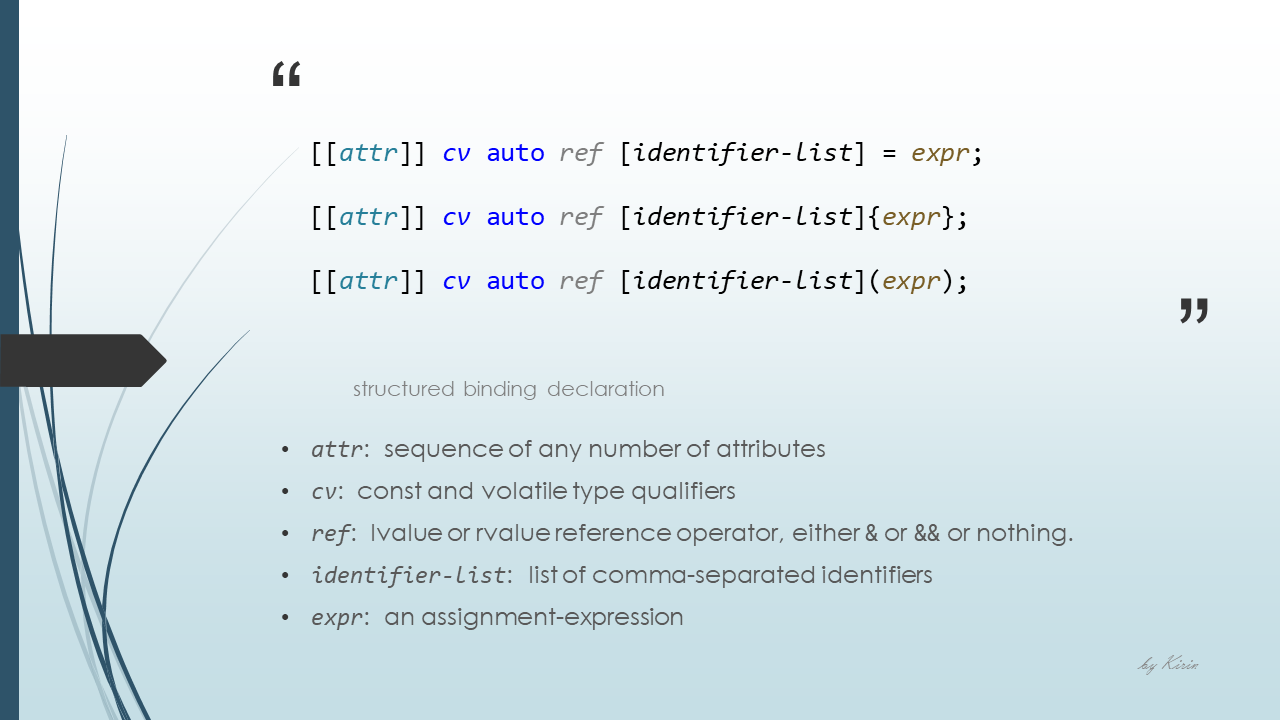 “
[[attr]] cv auto ref [identifier-list] = expr;
[[attr]] cv auto ref [identifier-list]{expr};
[[attr]] cv auto ref [identifier-list](expr);
”
structured binding declaration
• attr: sequence of any number of attributes
• cv: const and volatile type qualifiers
• ref: lvalue or rvalue reference operator, either & or && or nothing.
• identifier-list: list of comma-separated identifiers
• expr: an assignment-expression
by Kirin